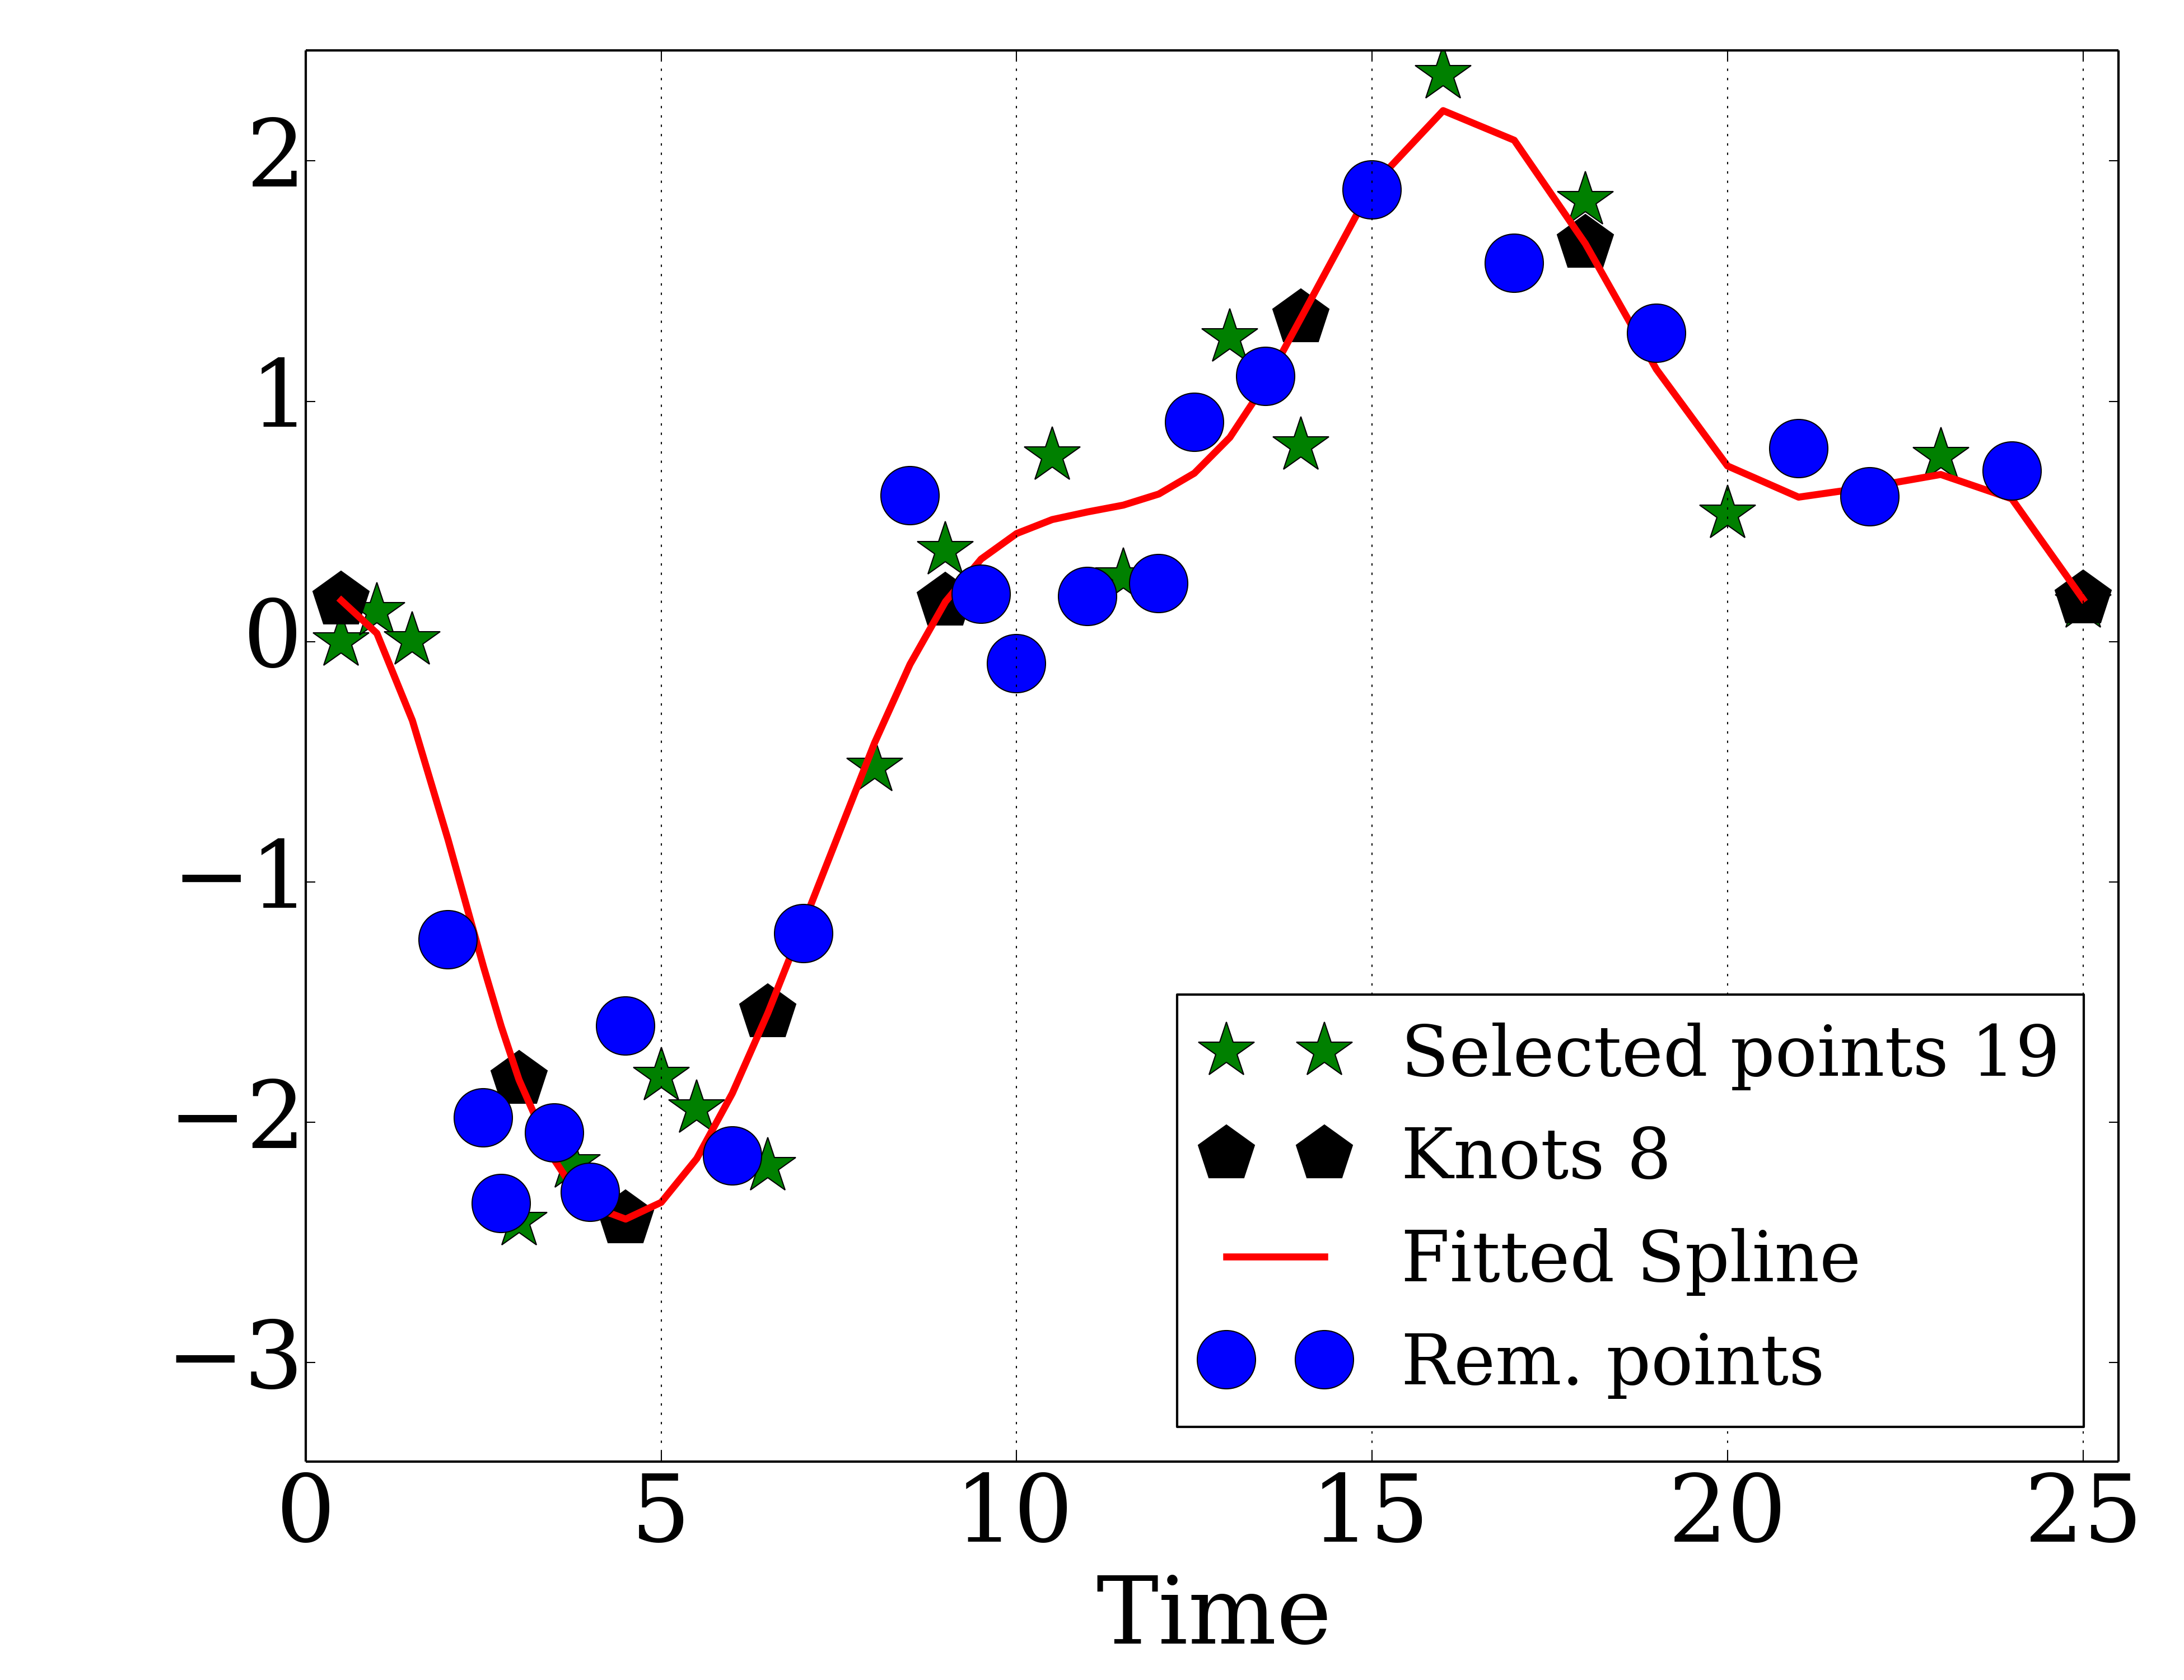 2
1
0
−1
−2
−3
0 5 10 15 20 25
Time
Selected points 19
Knots 8
Fitted Spline
Rem. points